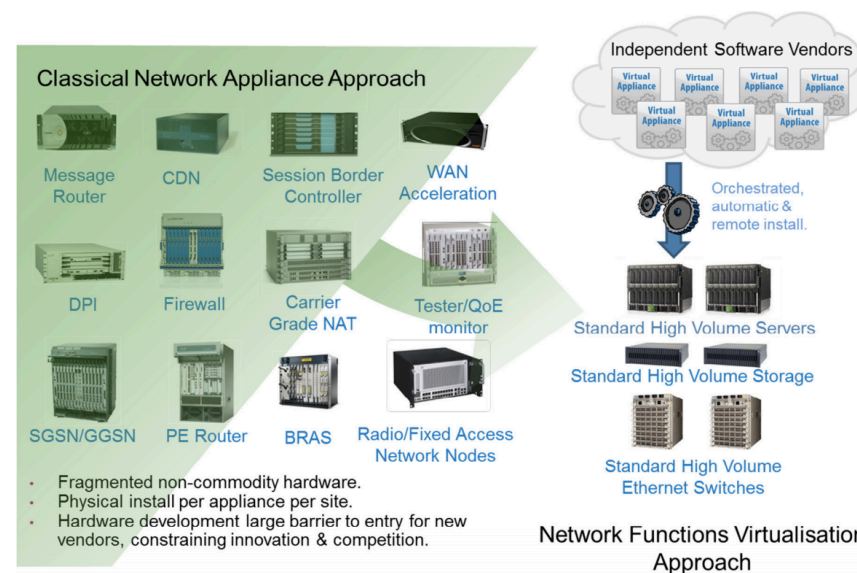 Classical Network Appliance Approach
Message
Router
CDN
Session Border
Controller
WAN
Acceleration
DPI
Firewall
Carrier
Grade NAT
Tester/QoE
monitor
SGSN/GGSN
PE Router
BRAS
Radio/Fixed Access
Network Nodes
• Fragmented non-commodity hardware.
• Physical install per appliance per site.
• Hardware development large barrier to entry for new
vendors, constraining innovation & competition.
Independent Software Vendors
Virtual
Appliance
Virtual
Appliance
Virtual
Appliance
Virtual
Appliance
Virtual
Appliance
Virtual
Appliance
Virtual
Appliance
Orchestrated,
automatic &
remote install.
Standard High Volume Servers
Standard High Volume Storage
Standard High Volume
Ethernet Switches
Network Functions Virtualisation
Approach